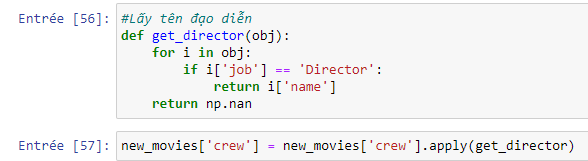 Entrée [56]: #Lấy tên đạo diễn
def get_director(obj):
    for i in obj:
        if i['job'] == 'Director':
            return i['name']
    return np.nan
Entrée [57]: new_movies['crew'] = new_movies['crew'].apply(get_director)